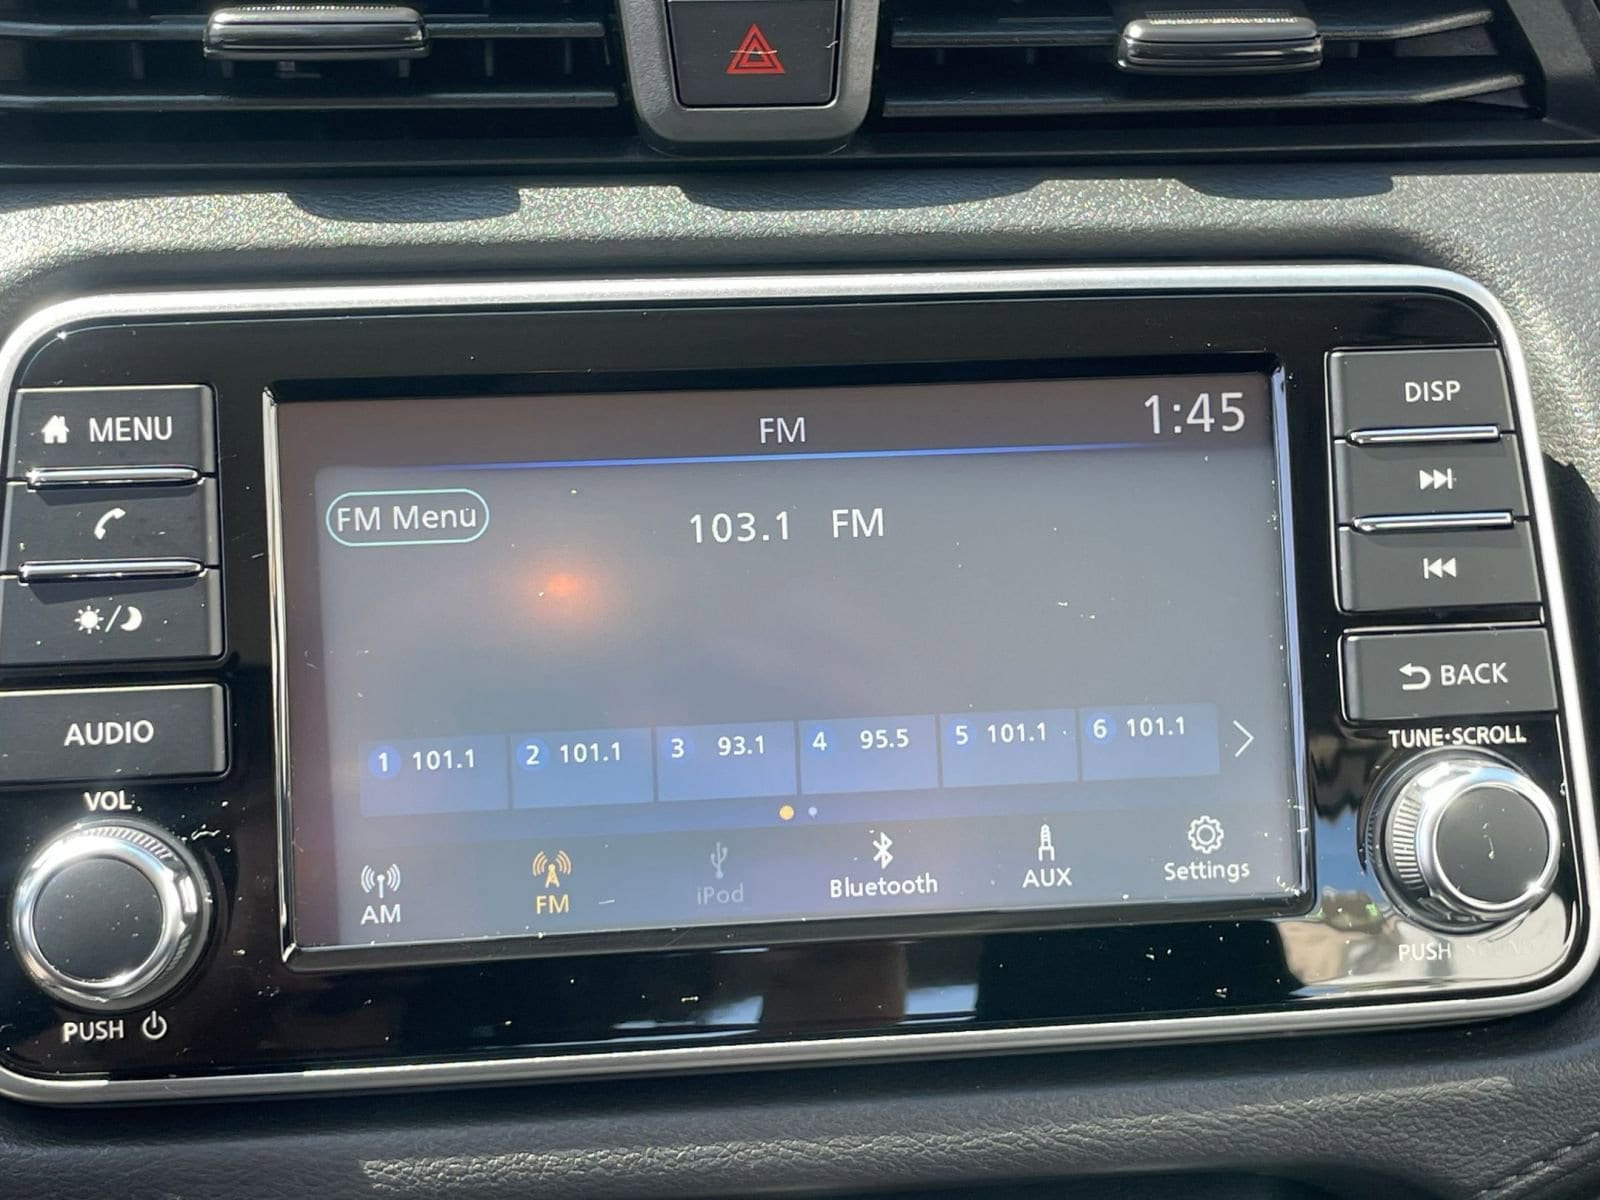 MENU
AUDIO
VOL
PUSH
FM
1:45
FM Menu
103.1 FM
1 101.1
2 101.1
3 93.1
4 95.5
5 101.1
6 101.1
AM
FM
iPod
Bluetooth
AUX
Settings
DISP
BACK
TUNE•SCROLL
PUSH SOUND